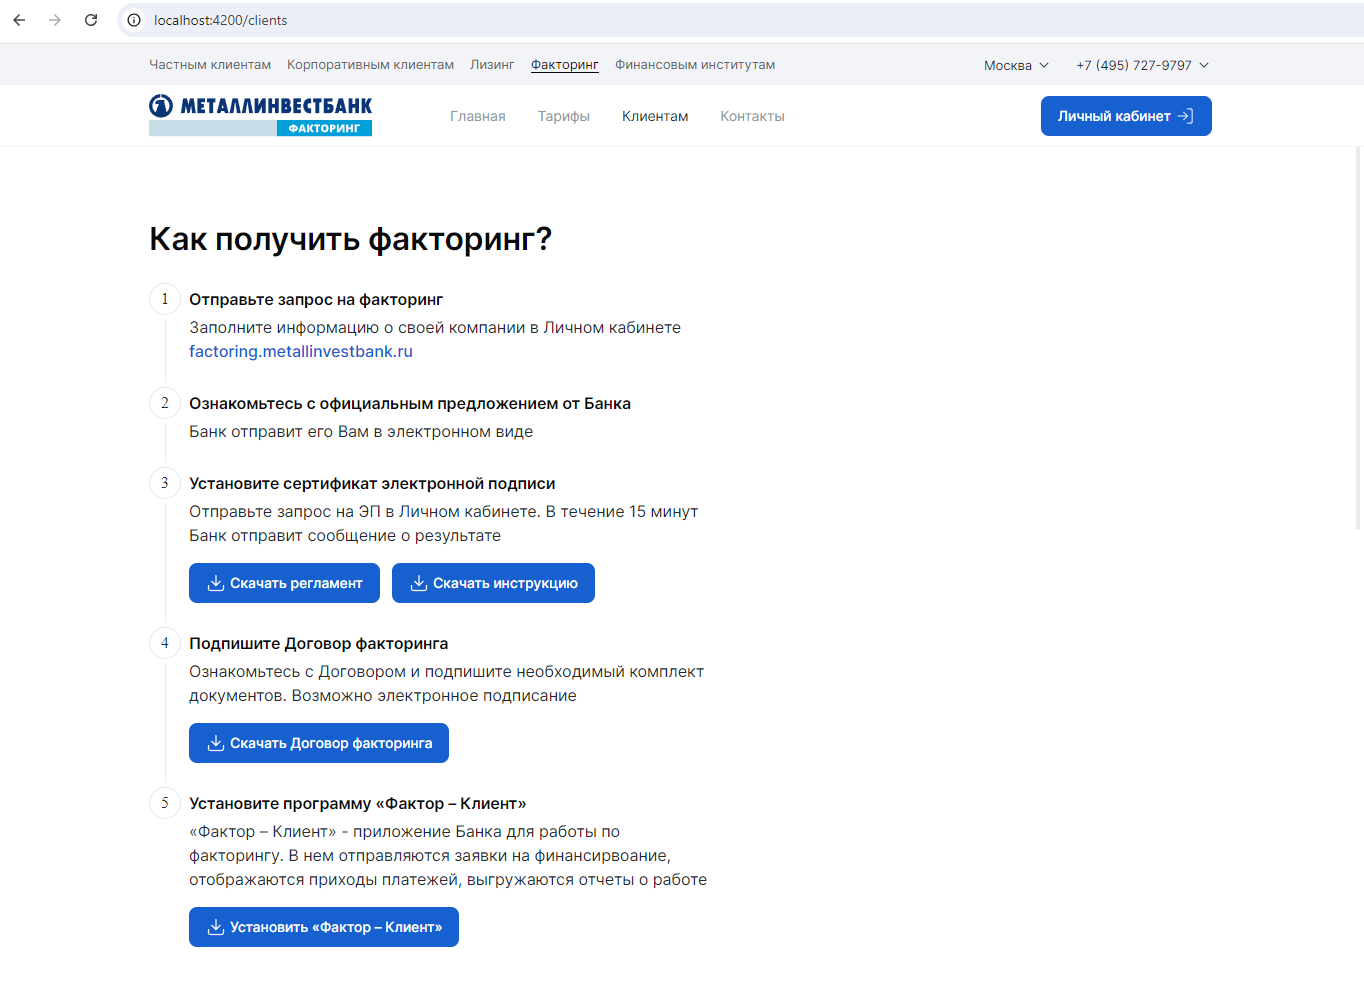 localhost:4200/clients
Частным клиентам Корпоративным клиентам Лизинг Факторинг Финансовым институтам Москва +7 (495) 727-9797
МЕТАЛЛИНВЕСТБАНК
ФАКТОРИНГ
Главная Тарифы Клиентам Контакты Личный кабинет
Как получить факторинг?
1 Отправьте запрос на факторинг
Заполните информацию о своей компании в Личном кабинете
factoring.metallinvestbank.ru
2 Ознакомьтесь с официальным предложением от Банка
Банк отправит его Вам в электронном виде
3 Установите сертификат электронной подписи
Отправьте запрос на ЭП в Личном кабинете. В течение 15 минут
Банк отправит сообщение о результате
Скачать регламент Скачать инструкцию
4 Подпишите Договор факторинга
Ознакомьтесь с Договором и подпишите необходимый комплект
документов. Возможно электронное подписание
Скачать Договор факторинга
5 Установите программу «Фактор – Клиент»
«Фактор – Клиент» - приложение Банка для работы по
факторингу. В нем отправляются заявки на финансирвоание,
отображаются приходы платежей, выгружаются отчеты о работе
Установить «Фактор – Клиент»